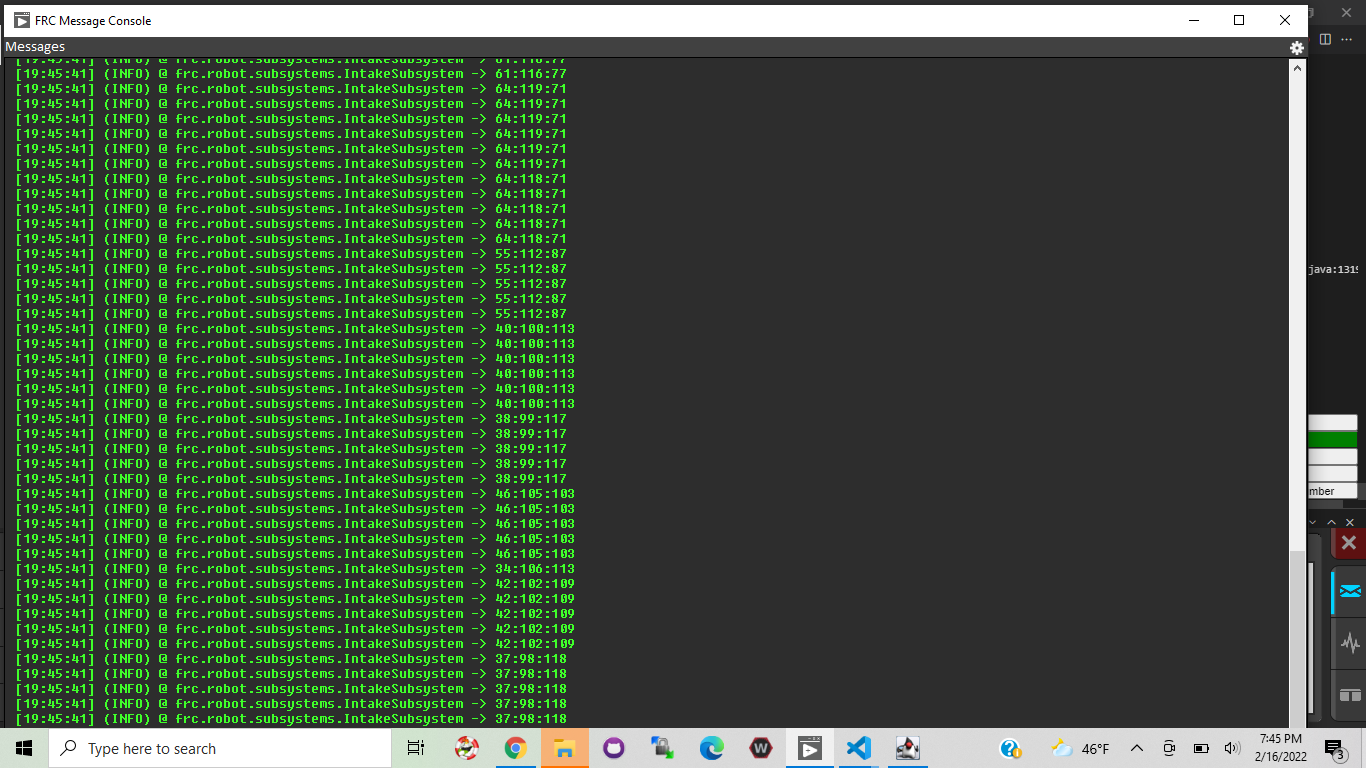 FRC Message Console
Messages
[19:45:41] (INFO) @ frc.robot.subsystems.IntakeSubsystem -> 61:116:77
[19:45:41] (INFO) @ frc.robot.subsystems.IntakeSubsystem -> 61:116:77
[19:45:41] (INFO) @ frc.robot.subsystems.IntakeSubsystem -> 64:119:71
[19:45:41] (INFO) @ frc.robot.subsystems.IntakeSubsystem -> 64:119:71
[19:45:41] (INFO) @ frc.robot.subsystems.IntakeSubsystem -> 64:119:71
[19:45:41] (INFO) @ frc.robot.subsystems.IntakeSubsystem -> 64:119:71
[19:45:41] (INFO) @ frc.robot.subsystems.IntakeSubsystem -> 64:119:71
[19:45:41] (INFO) @ frc.robot.subsystems.IntakeSubsystem -> 64:119:71
[19:45:41] (INFO) @ frc.robot.subsystems.IntakeSubsystem -> 64:118:71
[19:45:41] (INFO) @ frc.robot.subsystems.IntakeSubsystem -> 64:118:71
[19:45:41] (INFO) @ frc.robot.subsystems.IntakeSubsystem -> 64:118:71
[19:45:41] (INFO) @ frc.robot.subsystems.IntakeSubsystem -> 64:118:71
[19:45:41] (INFO) @ frc.robot.subsystems.IntakeSubsystem -> 64:118:71
[19:45:41] (INFO) @ frc.robot.subsystems.IntakeSubsystem -> 55:112:87
[19:45:41] (INFO) @ frc.robot.subsystems.IntakeSubsystem -> 55:112:87
[19:45:41] (INFO) @ frc.robot.subsystems.IntakeSubsystem -> 55:112:87
[19:45:41] (INFO) @ frc.robot.subsystems.IntakeSubsystem -> 55:112:87
[19:45:41] (INFO) @ frc.robot.subsystems.IntakeSubsystem -> 55:112:87
[19:45:41] (INFO) @ frc.robot.subsystems.IntakeSubsystem -> 40:100:113
[19:45:41] (INFO) @ frc.robot.subsystems.IntakeSubsystem -> 40:100:113
[19:45:41] (INFO) @ frc.robot.subsystems.IntakeSubsystem -> 40:100:113
[19:45:41] (INFO) @ frc.robot.subsystems.IntakeSubsystem -> 40:100:113
[19:45:41] (INFO) @ frc.robot.subsystems.IntakeSubsystem -> 40:100:113
[19:45:41] (INFO) @ frc.robot.subsystems.IntakeSubsystem -> 40:100:113
[19:45:41] (INFO) @ frc.robot.subsystems.IntakeSubsystem -> 38:99:117
[19:45:41] (INFO) @ frc.robot.subsystems.IntakeSubsystem -> 38:99:117
[19:45:41] (INFO) @ frc.robot.subsystems.IntakeSubsystem -> 38:99:117
[19:45:41] (INFO) @ frc.robot.subsystems.IntakeSubsystem -> 38:99:117
[19:45:41] (INFO) @ frc.robot.subsystems.IntakeSubsystem -> 38:99:117
[19:45:41] (INFO) @ frc.robot.subsystems.IntakeSubsystem -> 46:105:103
[19:45:41] (INFO) @ frc.robot.subsystems.IntakeSubsystem -> 46:105:103
[19:45:41] (INFO) @ frc.robot.subsystems.IntakeSubsystem -> 46:105:103
[19:45:41] (INFO) @ frc.robot.subsystems.IntakeSubsystem -> 46:105:103
[19:45:41] (INFO) @ frc.robot.subsystems.IntakeSubsystem -> 46:105:103
[19:45:41] (INFO) @ frc.robot.subsystems.IntakeSubsystem -> 34:106:113
[19:45:41] (INFO) @ frc.robot.subsystems.IntakeSubsystem -> 42:102:109
[19:45:41] (INFO) @ frc.robot.subsystems.IntakeSubsystem -> 42:102:109
[19:45:41] (INFO) @ frc.robot.subsystems.IntakeSubsystem -> 42:102:109
[19:45:41] (INFO) @ frc.robot.subsystems.IntakeSubsystem -> 42:102:109
[19:45:41] (INFO) @ frc.robot.subsystems.IntakeSubsystem -> 42:102:109
[19:45:41] (INFO) @ frc.robot.subsystems.IntakeSubsystem -> 37:98:118
[19:45:41] (INFO) @ frc.robot.subsystems.IntakeSubsystem -> 37:98:118
[19:45:41] (INFO) @ frc.robot.subsystems.IntakeSubsystem -> 37:98:118
[19:45:41] (INFO) @ frc.robot.subsystems.IntakeSubsystem -> 37:98:118
[19:45:41] (INFO) @ frc.robot.subsystems.IntakeSubsystem -> 37:98:118
java:1319
mber
Type here to search
W
46°F
7:45 PM
2/16/2022
3